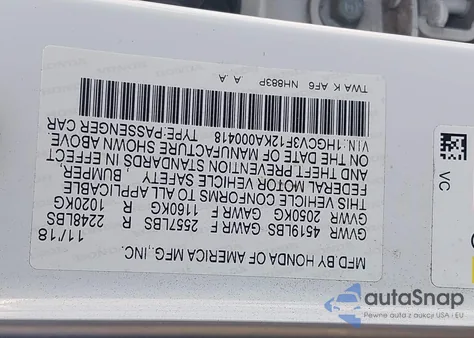 MFD.BY HONDA OF AMERICA MFG.,INC.
11/18
GVWR 4519LBS GAWR F 2557LBS R 2248LBS
GVWR 2050KG GAWR F 1160KG R 1020KG
THIS VEHICLE CONFORMS TO ALL APPLICABLE
FEDERAL MOTOR VEHICLE SAFETY, BUMPER,
AND THEFT PREVENTION STANDARDS IN EFFECT
ON THE DATE OF MANUFACTURE SHOWN ABOVE
VIN:1HGCV3F12KA000418 TYPE:PASSENGER CAR
TWA K AF6 NH883P A A
VC
autaSnap
Pewne auta z aukcji USA i EU